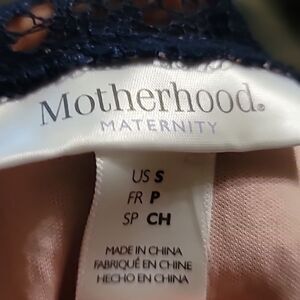 Motherhood®
MATERNITY
US S
FR P
SP CH
MADE IN CHINA
FABRIQUÉ EN CHINE
HECHO EN CHINA